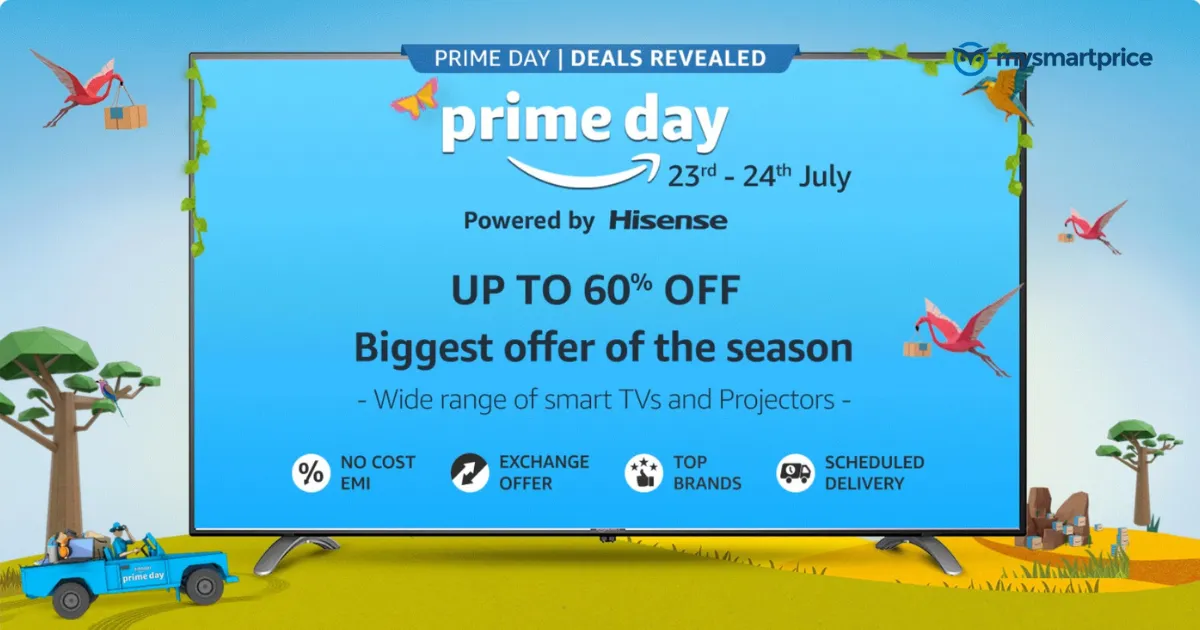 PRIME DAY | DEALS REVEALED
mysmartprice
prime day
23rd - 24th July
Powered by Hisense
UP TO 60% OFF
Biggest offer of the season
- Wide range of smart TVs and Projectors -
NO COST
EMI
EXCHANGE
OFFER
TOP
BRANDS
SCHEDULED
DELIVERY
prime day